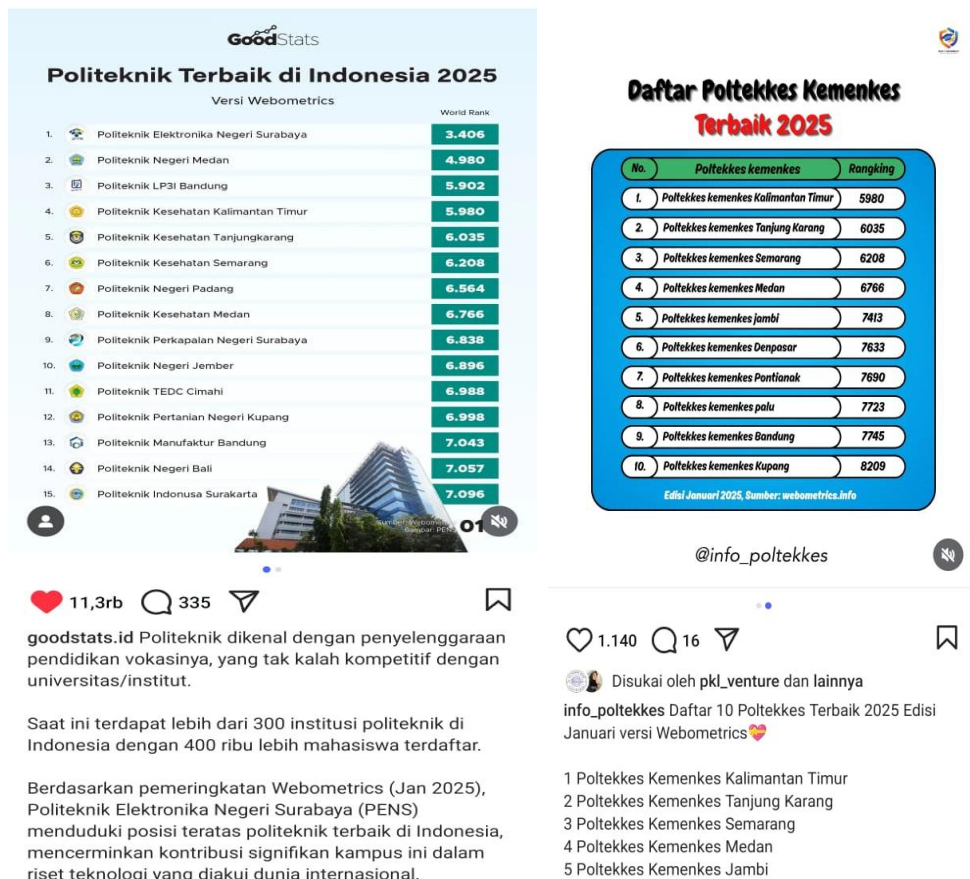 GoodStats
Politeknik Terbaik di Indonesia 2025
Versi Webometrics
World Rank
1. Politeknik Elektronika Negeri Surabaya 3.406
2. Politeknik Negeri Medan 4.980
3. Politeknik LP3I Bandung 5.902
4. Politeknik Kesehatan Kalimantan Timur 5.980
5. Politeknik Kesehatan Tanjungkarang 6.035
6. Politeknik Kesehatan Semarang 6.208
7. Politeknik Negeri Padang 6.564
8. Politeknik Kesehatan Medan 6.766
9. Politeknik Perkapalan Negeri Surabaya 6.838
10. Politeknik Negeri Jember 6.896
11. Politeknik TEDC Cimahi 6.988
12. Politeknik Pertanian Negeri Kupang 6.998
13. Politeknik Manufaktur Bandung 7.043
14. Politeknik Negeri Bali 7.057
15. Politeknik Indonusa Surakarta 7.096
Gambar: PENS
01
11,3rb 335
goodstats.id Politeknik dikenal dengan penyelenggaraan
pendidikan vokasinya, yang tak kalah kompetitif dengan
universitas/institut.
Saat ini terdapat lebih dari 300 institusi politeknik di
Indonesia dengan 400 ribu lebih mahasiswa terdaftar.
Berdasarkan pemeringkatan Webometrics (Jan 2025),
Politeknik Elektronika Negeri Surabaya (PENS)
menduduki posisi teratas politeknik terbaik di Indonesia,
mencerminkan kontribusi signifikan kampus ini dalam
riset teknologi yang diakui dunia internasional.
Daftar Poltekkes Kemenkes
Terbaik 2025
No. Poltekkes kemenkes Rangking
1. Poltekkes kemenkes Kalimantan Timur 5980
2. Poltekkes kemenkes Tanjung Karang 6035
3. Poltekkes kemenkes Semarang 6208
4. Poltekkes kemenkes Medan 6766
5. Poltekkes kemenkes jambi 7413
6. Poltekkes kemenkes Denpasar 7633
7. Poltekkes kemenkes Pontianak 7690
8. Poltekkes kemenkes palu 7723
9. Poltekkes kemenkes Bandung 7745
10. Poltekkes kemenkes Kupang 8209
Edisi Januari 2025, Sumber: webometrics.info
@info_poltekkes
1.140 16
Disukai oleh pkl_venture dan lainnya
info_poltekkes Daftar 10 Poltekkes Terbaik 2025 Edisi
Januari versi Webometrics💝
1 Poltekkes Kemenkes Kalimantan Timur
2 Poltekkes Kemenkes Tanjung Karang
3 Poltekkes Kemenkes Semarang
4 Poltekkes Kemenkes Medan
5 Poltekkes Kemenkes Jambi